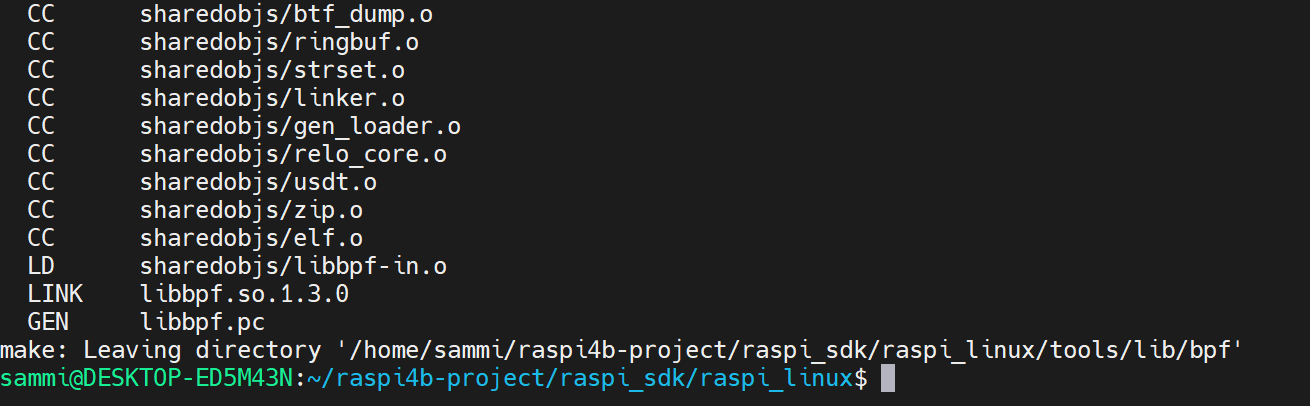 CC sharedobjs/btf_dump.o
CC sharedobjs/ringbuf.o
CC sharedobjs/strset.o
CC sharedobjs/linker.o
CC sharedobjs/gen_loader.o
CC sharedobjs/relo_core.o
CC sharedobjs/usdt.o
CC sharedobjs/zip.o
CC sharedobjs/elf.o
LD sharedobjs/libbpf-in.o
LINK libbpf.so.1.3.0
GEN libbpf.pc
make: Leaving directory '/home/sammi/raspi4b-project/raspi_sdk/raspi_linux/tools/lib/bpf'
sammi@DESKTOP-ED5M43N:~/raspi4b-project/raspi_sdk/raspi_linux$